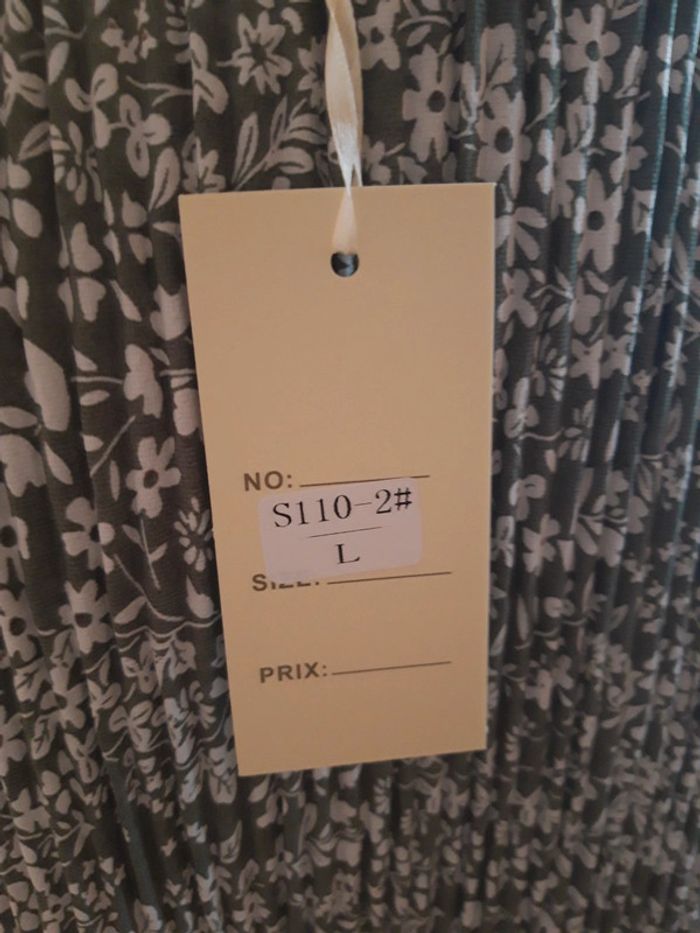 NO:
S110-2#
L
SIZE:
PRIX: